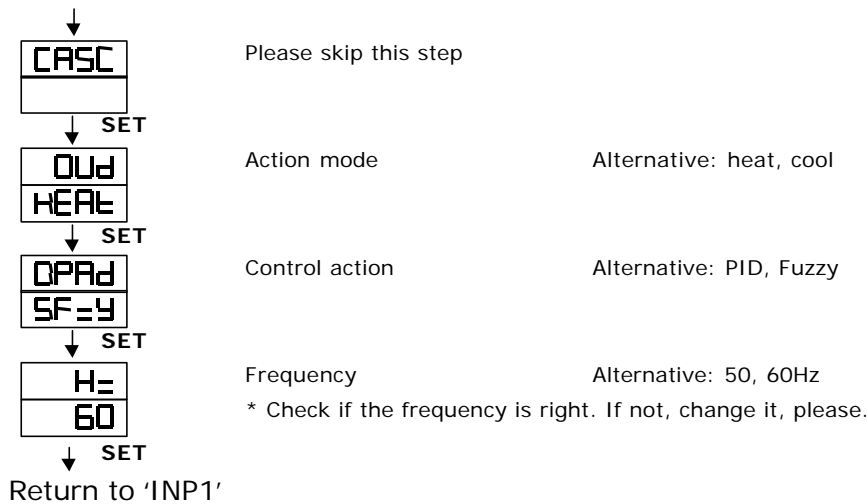 CASC
Please skip this step
SET
OUd
Action mode
Alternative: heat, cool
HEAt
SET
OPAd
Control action
Alternative: PID, Fuzzy
SF=y
SET
H=
Frequency
Alternative: 50, 60Hz
60
* Check if the frequency is right. If not, change it, please.
SET
Return to ‘INP1’